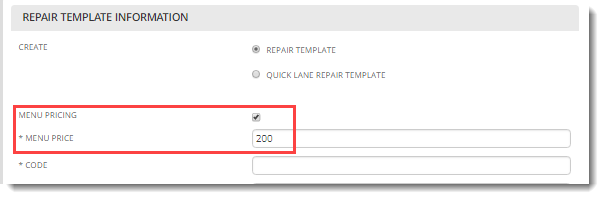 REPAIR TEMPLATE INFORMATION
CREATE
REPAIR TEMPLATE
QUICK LANE REPAIR TEMPLATE
MENU PRICING
* MENU PRICE
200
* CODE